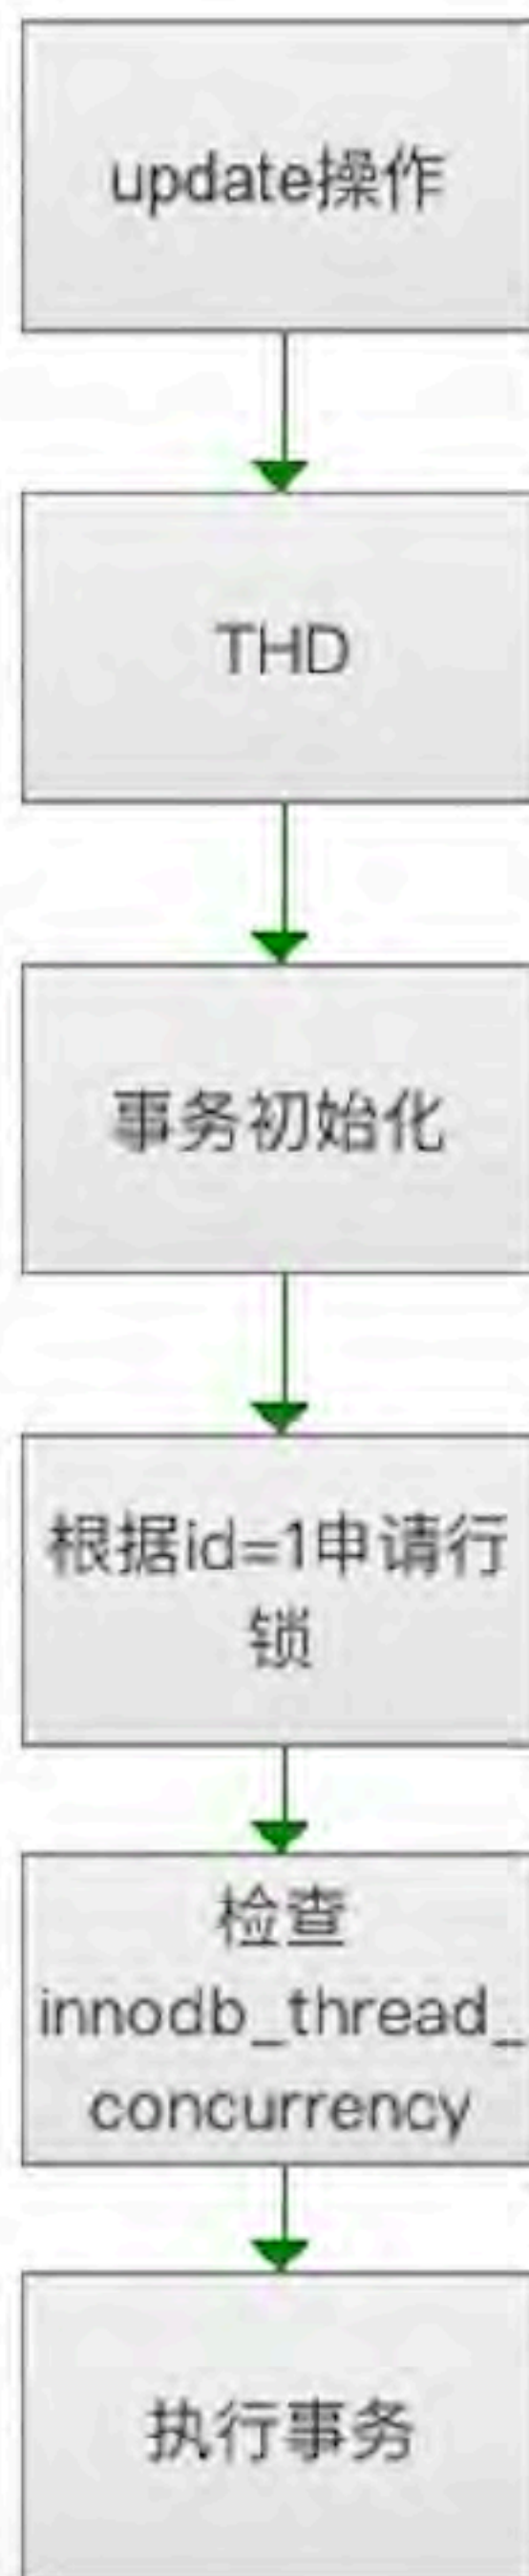 update操作
THD
事务初始化
根据id=1申请行
锁
检查
innodb_thread_
concurrency
执行事务